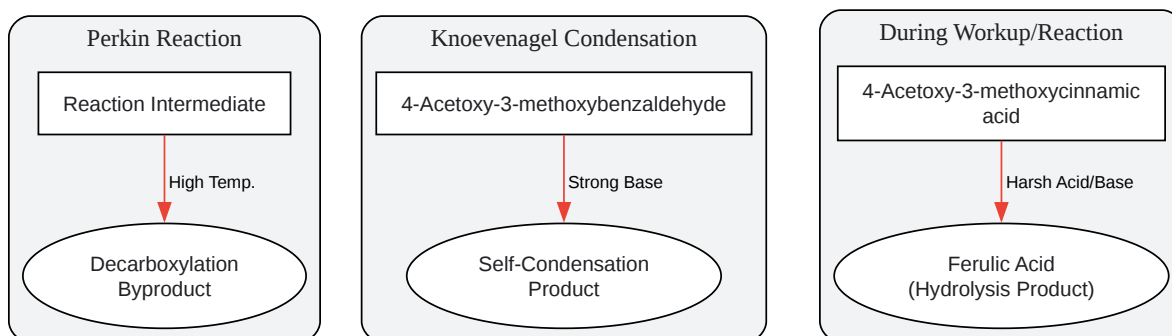 Perkin Reaction
Reaction Intermediate
High Temp.
Decarboxylation
Byproduct
Knoevenagel Condensation
4-Acetoxy-3-methoxybenzaldehyde
Strong Base
Self-Condensation
Product
During Workup/Reaction
4-Acetoxy-3-methoxycinnamic
acid
Harsh Acid/Base
Ferulic Acid
(Hydrolysis Product)